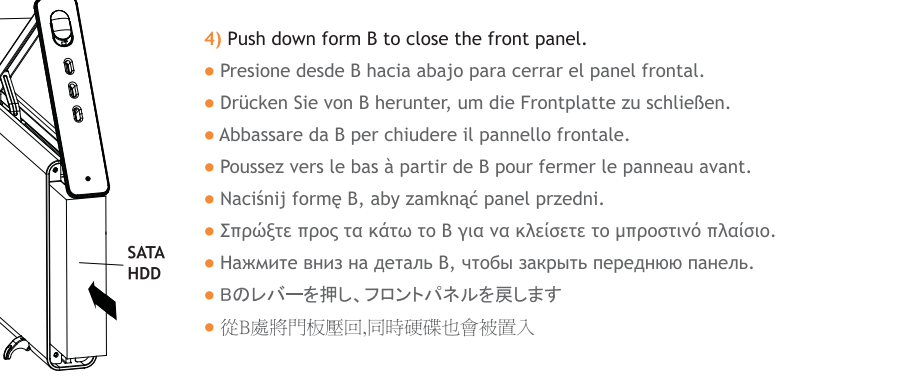 4) Push down form B to close the front panel.
● Presione desde B hacia abajo para cerrar el panel frontal.
● Drücken Sie von B herunter, um die Frontplatte zu schließen.
● Abbassare da B per chiudere il pannello frontale.
● Poussez vers le bas à partir de B pour fermer le panneau avant.
● Naciśnij formę B, aby zamknąć panel przedni.
● Σπρώξτε προς τα κάτω το B για να κλείσετε το μπροστινό πλαίσιο.
● Нажмите вниз на деталь B, чтобы закрыть переднюю панель.
● Bのレバーを押し、フロントパネルを戻します
● 從B處將門板壓回,同時硬碟也會被置入
SATA
HDD